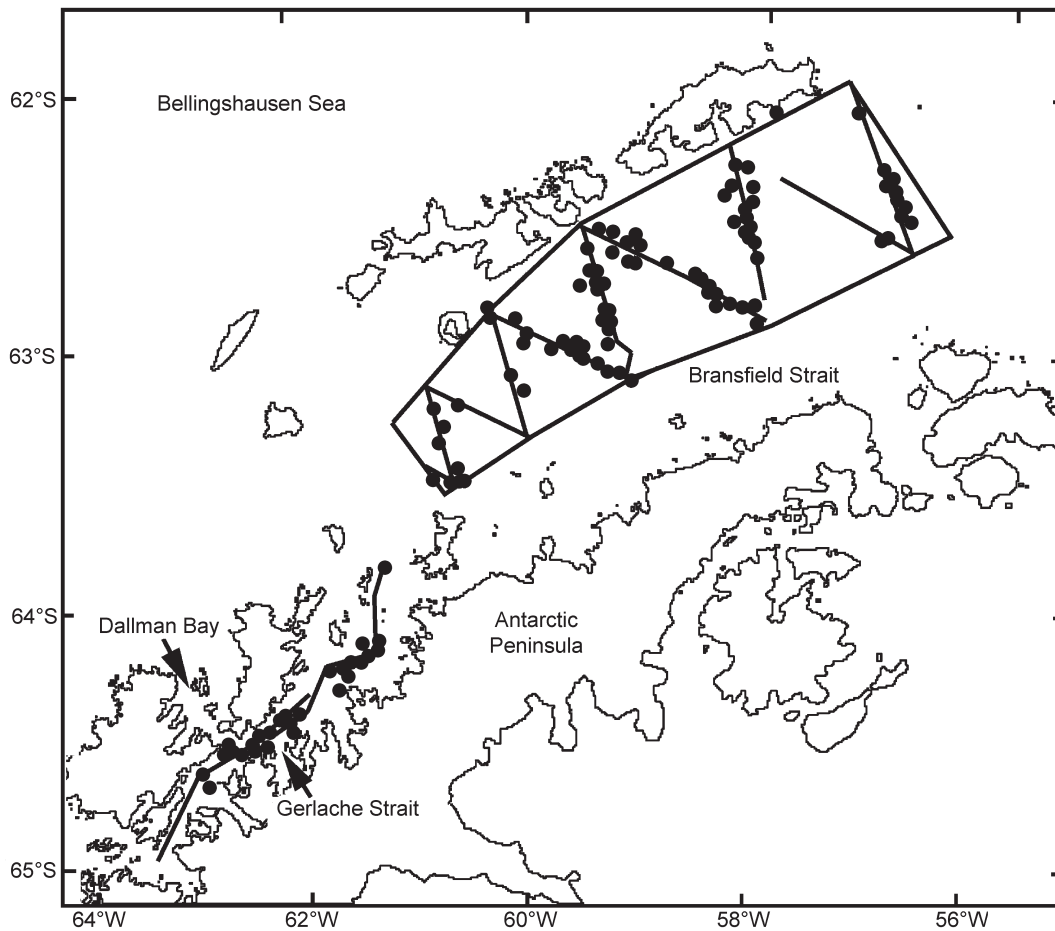 62°S
Bellingshausen Sea
63°S
Bransfield Strait
64°S
Dallman Bay
Antarctic
Peninsula
Gerlache Strait
65°S
64°W 62°W 60°W 58°W 56°W